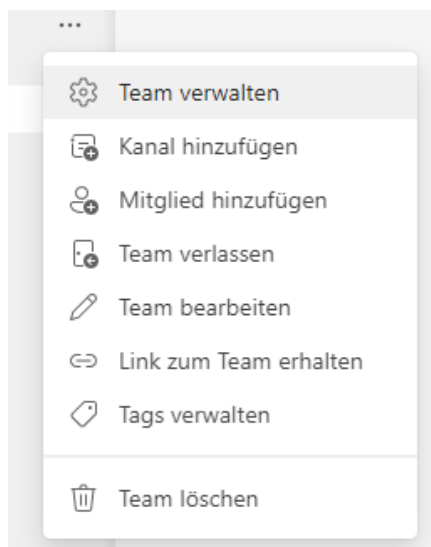 ...
Team verwalten
Kanal hinzufügen
Mitglied hinzufügen
Team verlassen
Team bearbeiten
Link zum Team erhalten
Tags verwalten
Team löschen